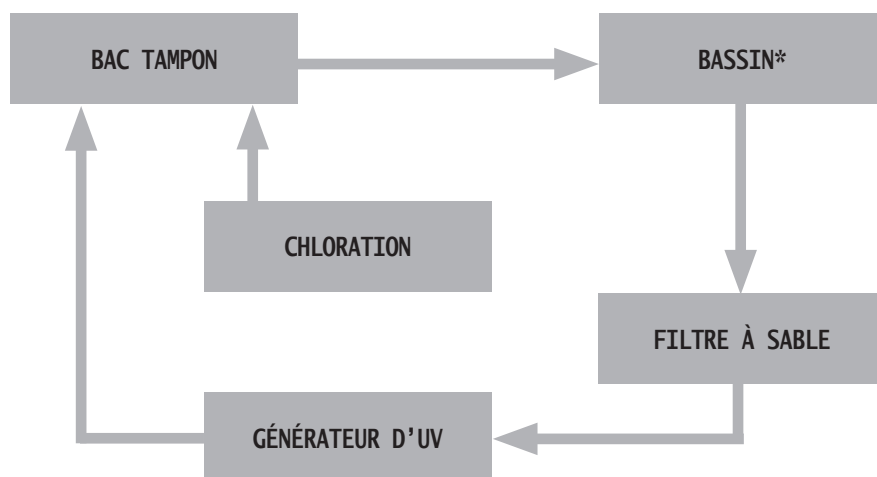 BAC TAMPON
BASSIN*
CHLORATION
FILTRE À SABLE
GÉNÉRATEUR D'UV